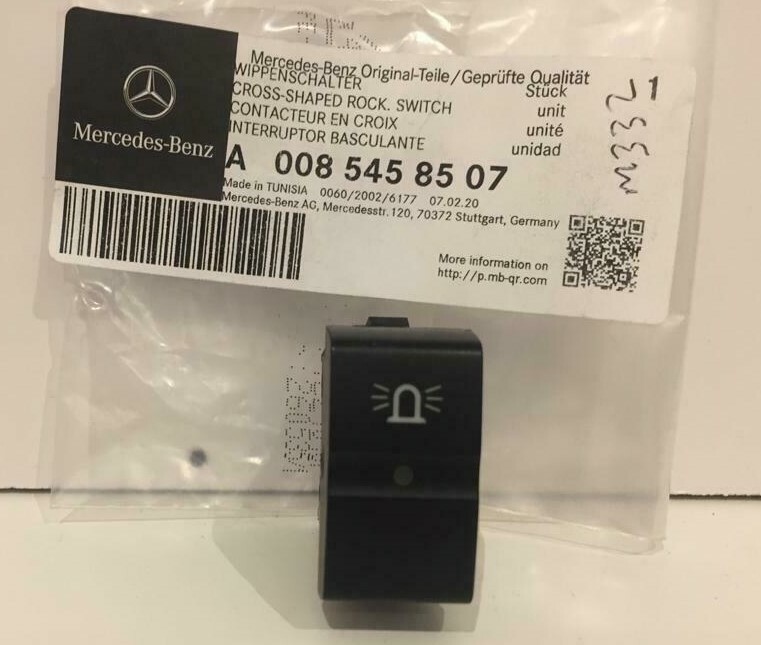 Mercedes-Benz
Mercedes-Benz Original-Teile/Geprüfte Qualität
WIPPENSCHALTER Stück
CROSS-SHAPED ROCK. SWITCH unit
CONTACTEUR EN CROIX unité
INTERRUPTOR BASCULANTE unidad
A 008 545 85 07
Made in TUNISIA 0060/2002/6177 07.02.20
Mercedes-Benz AG, Mercedesstr. 120, 70372 Stuttgart, Germany
More information on
http://p.mb-qr.com